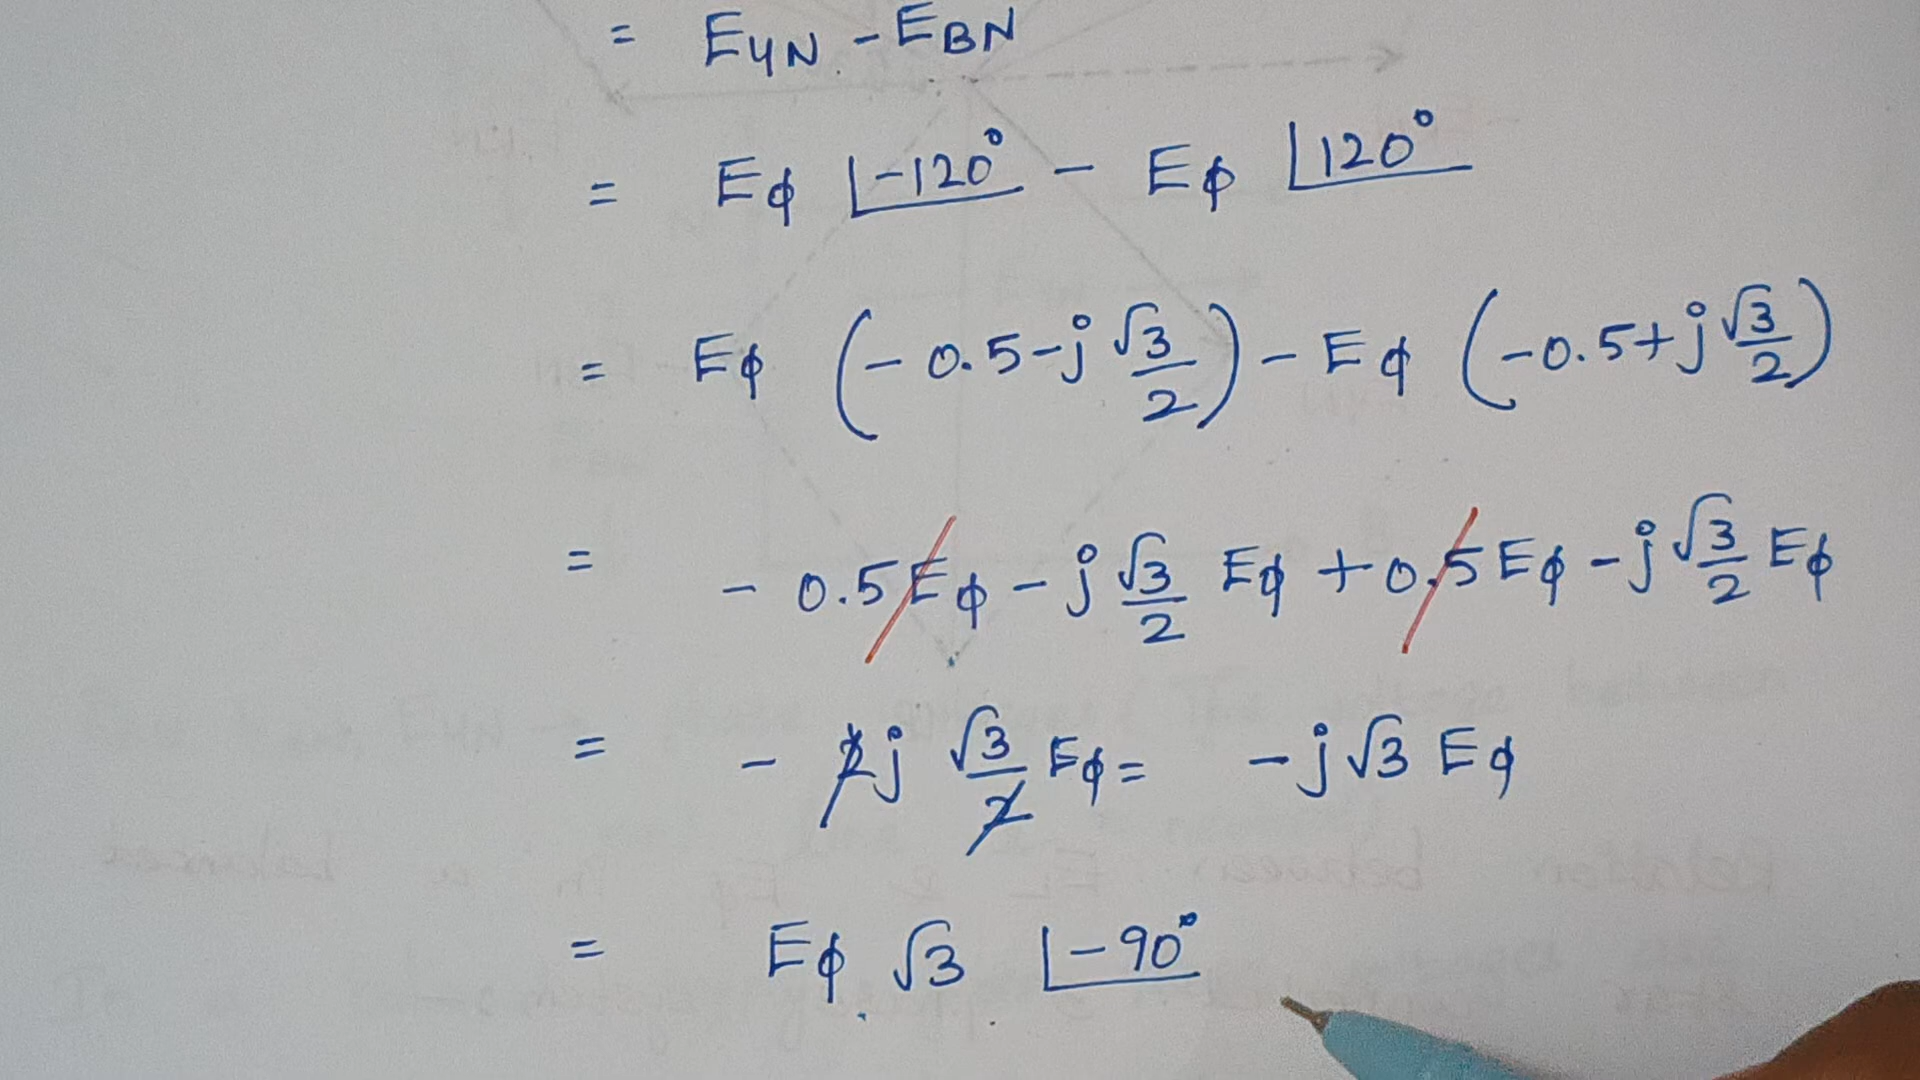 = EYN - EBN
= Eϕ ∠-120° - Eϕ ∠120°
= Eϕ (-0.5-j √3/2) - Eϕ (-0.5+j √3/2)
= - 0.5Eϕ - j √3/2 Eϕ + 0.5Eϕ - j √3/2 Eϕ
= - 2j √3/2 Eϕ = -j√3 Eϕ
= Eϕ √3 ∠-90°